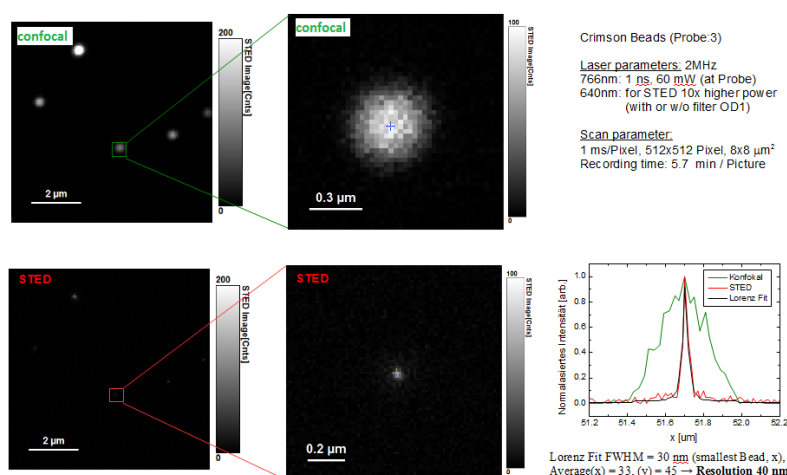 confocal
200
STED Image[Cnts]
0
2 µm
confocal
100
STED Image[Cnts]
0
0.3 µm
Crimson Beads (Probe:3)
Laser parameters: 2MHz
766nm: 1 ns, 60 mW (at Probe)
640nm: for STED 10x higher power
(with or w/o filter OD1)
Scan parameter:
1 ms/Pixel, 512x512 Pixel, 8x8 µm²
Recording time: 5.7 min / Picture
STED
200
STED Image[Cnts]
0
2 µm
STED
100
STED Image[Cnts]
0
0.2 µm
Normalasiertes Intensität [arb.]
1.0
0.8
0.6
0.4
0.2
0.0
Konfokal
STED
Lorenz Fit
51.2 51.4 51.6 51.8 52.0 52.2
x [um]
Lorenz Fit FWHM = 30 nm (smallest Bead, x),
Average(x) = 33, (y) = 45 → Resolution 40 nm